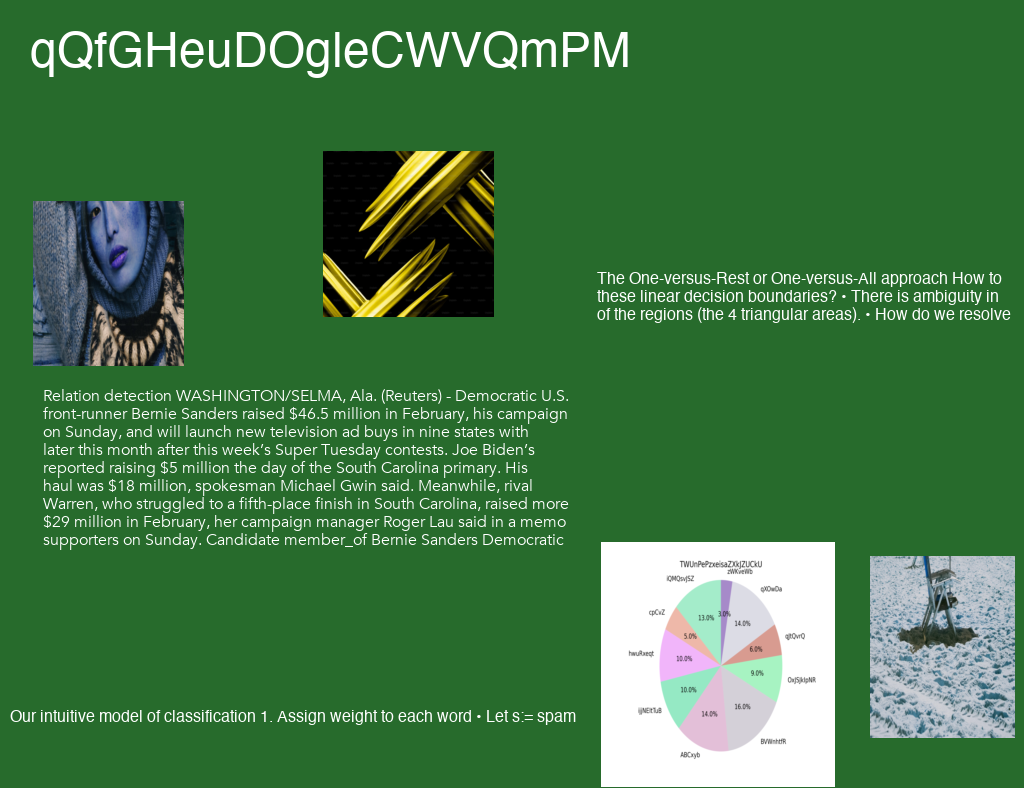 qQfGHeuDOgleCWVQmPM
The One-versus-Rest or One-versus-All approach How to
these linear decision boundaries? • There is ambiguity in
of the regions (the 4 triangular areas). • How do we resolve
Relation detection WASHINGTON/SELMA, Ala. (Reuters) - Democratic U.S.
front-runner Bernie Sanders raised $46.5 million in February, his campaign
on Sunday, and will launch new television ad buys in nine states with
later this month after this week’s Super Tuesday contests. Joe Biden’s
reported raising $5 million the day of the South Carolina primary. His
haul was $18 million, spokesman Michael Gwin said. Meanwhile, rival
Warren, who struggled to a fifth-place finish in South Carolina, raised more
$29 million in February, her campaign manager Roger Lau said in a memo
supporters on Sunday. Candidate member_of Bernie Sanders Democratic
TWUnPePzxeisaZXkJZUCkU
zWKveWb
iQMQsvJSZ
qXOwDa
cpCvZ
3.0%
13.0%
14.0%
5.0%
qjtQvrQ
6.0%
hwuRxeqt
10.0%
9.0%
OxJSjkIpNR
10.0%
16.0%
ijjNEItTuB
14.0%
BVWnhtfR
ABCxyb
Our intuitive model of classification 1. Assign weight to each word • Let s:= spam